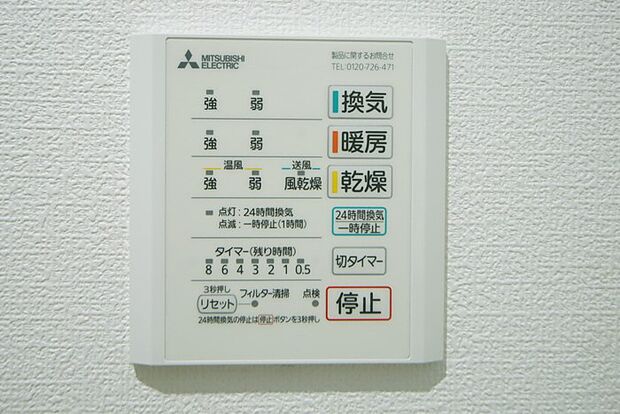 MITSUBISHI ELECTRIC
製品に関するお問合せ
TEL:0120-726-471
強 弱 換気
強 弱 暖房
温風 送風
強 弱 風乾燥 乾燥
点灯:24時間換気
点滅:一時停止(1時間)
24時間換気
一時停止
タイマー(残り時間)
8 6 4 3 2 1 0.5
切タイマー
3秒押し
リセット フィルター清掃 点検
停止
24時間換気の停止は停止ボタンを3秒押し